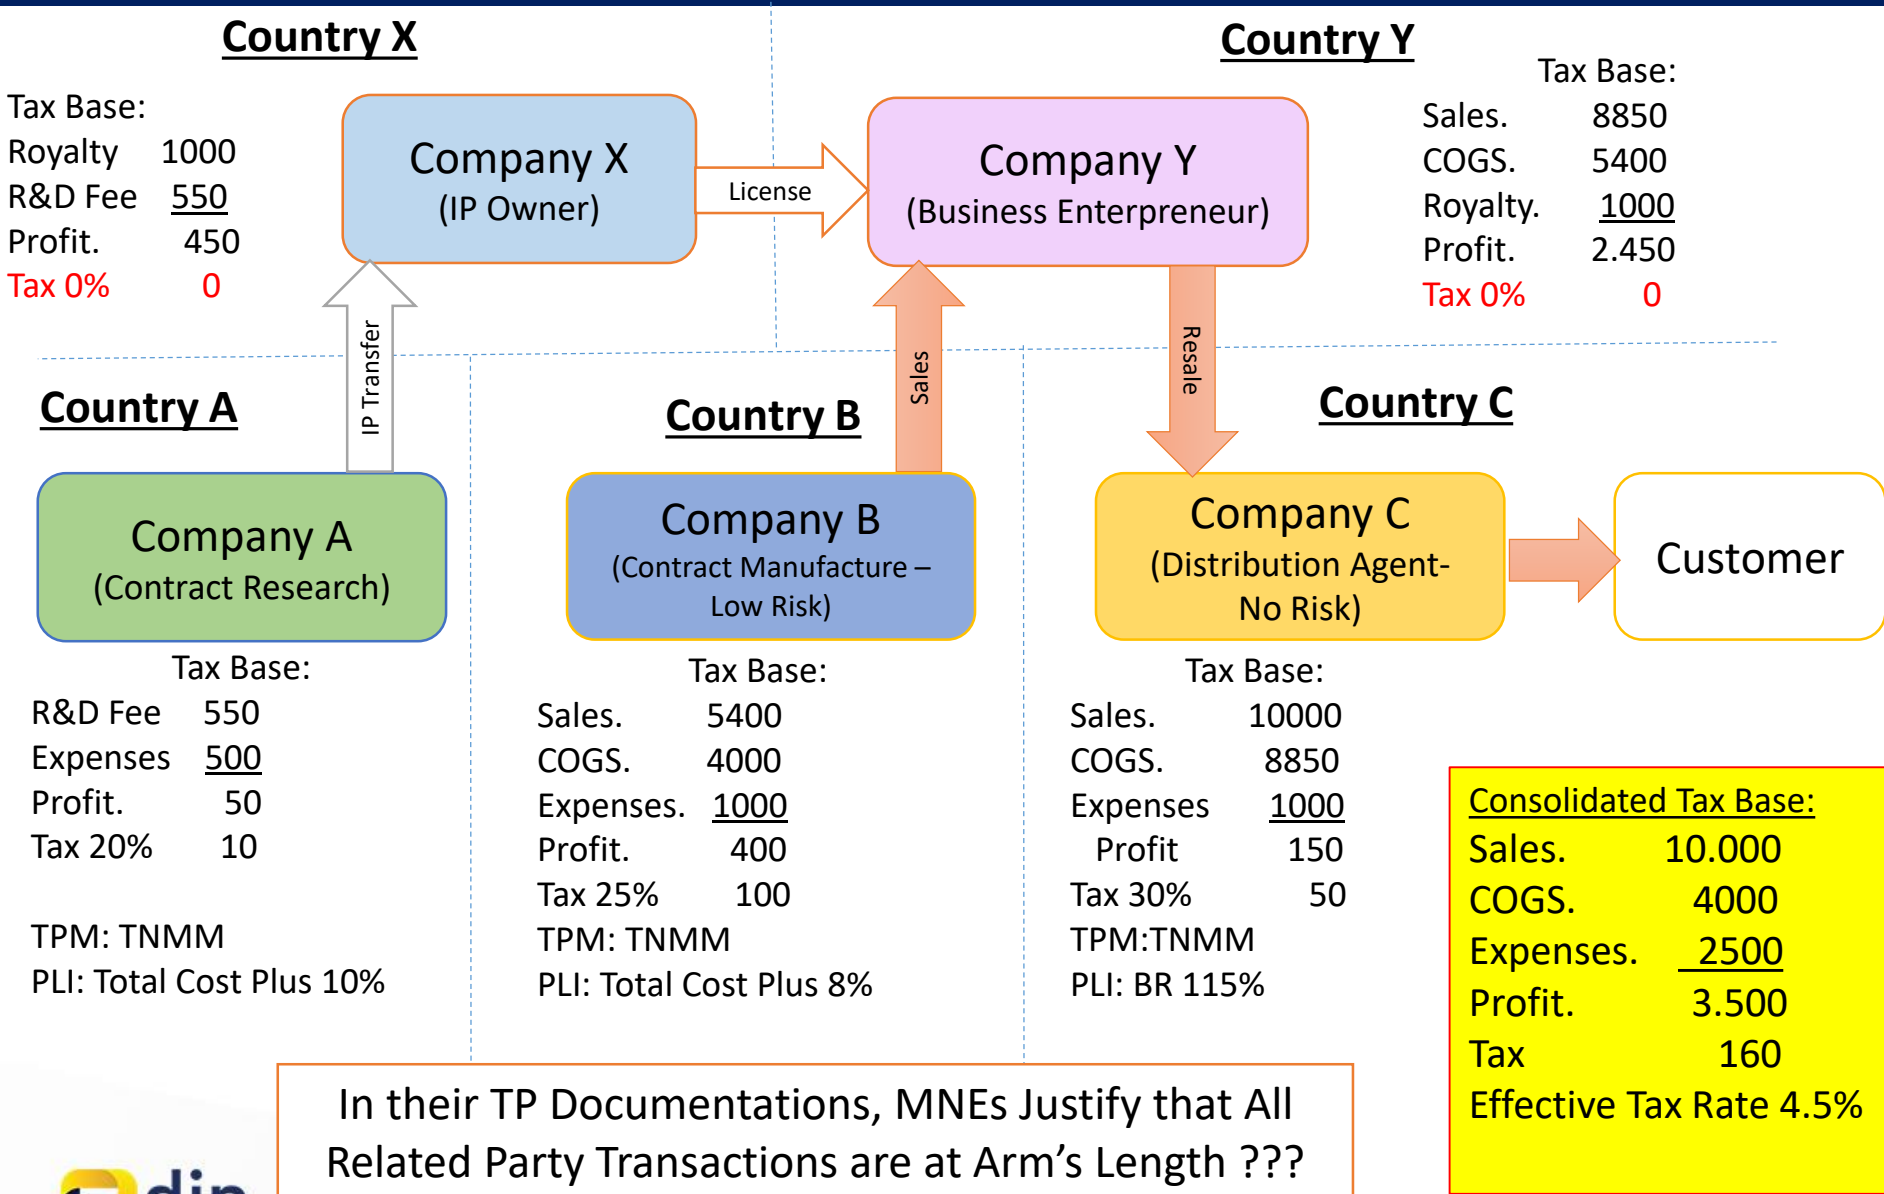 Country X
Tax Base:
Royalty 1000
R&D Fee 550
Profit. 450
Tax 0% 0
Company X
(IP Owner)
License
Country Y
Company Y
(Business Enterpreneur)
Tax Base:
Sales. 8850
COGS. 5400
Royalty. 1000
Profit. 2.450
Tax 0% 0
IP Transfer
Sales
Resale
Country A
Company A
(Contract Research)
Tax Base:
R&D Fee 550
Expenses 500
Profit. 50
Tax 20% 10
TPM: TNMM
PLI: Total Cost Plus 10%
Country B
Company B
(Contract Manufacture –
Low Risk)
Tax Base:
Sales. 5400
COGS. 4000
Expenses. 1000
Profit. 400
Tax 25% 100
TPM: TNMM
PLI: Total Cost Plus 8%
Country C
Company C
(Distribution Agent-
No Risk)
Customer
Tax Base:
Sales. 10000
COGS. 8850
Expenses 1000
Profit 150
Tax 30% 50
TPM:TNMM
PLI: BR 115%
Consolidated Tax Base:
Sales. 10.000
COGS. 4000
Expenses. 2500
Profit. 3.500
Tax 160
Effective Tax Rate 4.5%
In their TP Documentations, MNEs Justify that All
Related Party Transactions are at Arm's Length ???